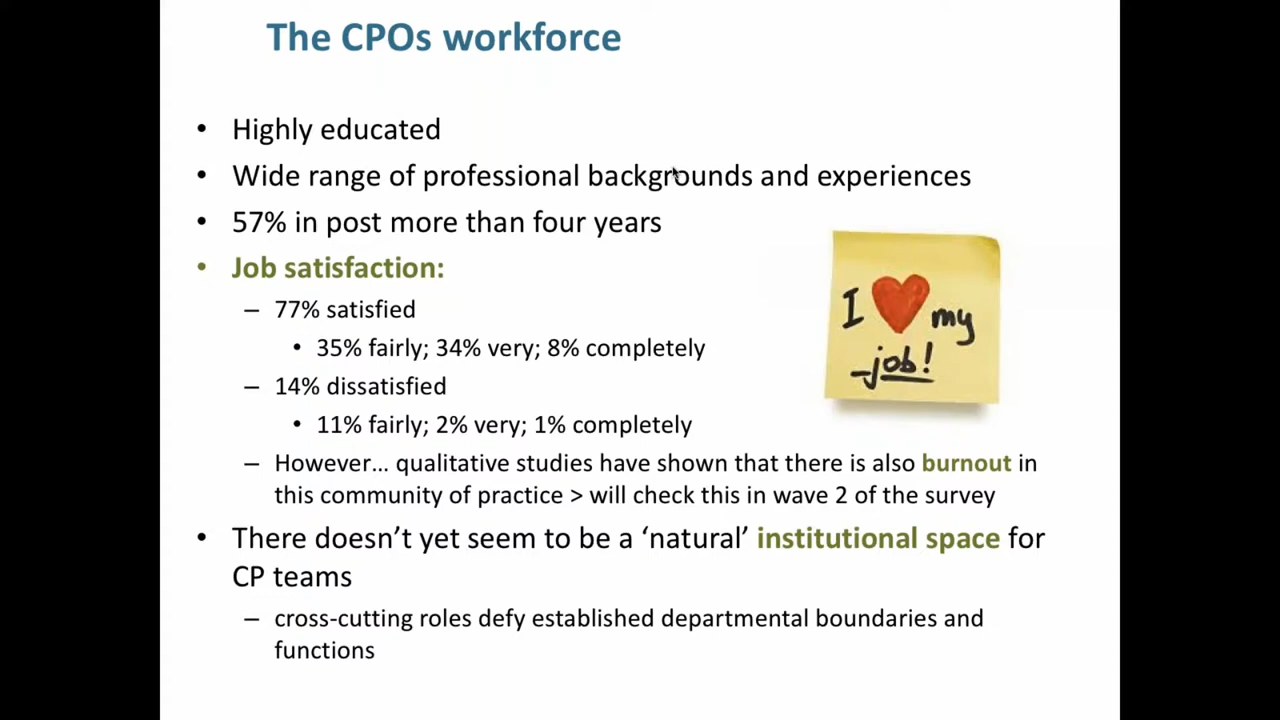 The CPOs workforce
• Highly educated
• Wide range of professional backgrounds and experiences
• 57% in post more than four years
• Job satisfaction:
– 77% satisfied
• 35% fairly; 34% very; 8% completely
– 14% dissatisfied
• 11% fairly; 2% very; 1% completely
– However... qualitative studies have shown that there is also burnout in
this community of practice > will check this in wave 2 of the survey
• There doesn't yet seem to be a ‘natural’ institutional space for
CP teams
– cross-cutting roles defy established departmental boundaries and
functions
I ❤ my
job!